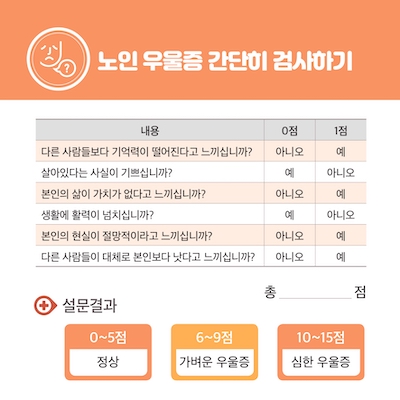 노인 우울증 간단히 검사하기
내용 0점 1점
다른 사람들보다 기억력이 떨어진다고 느끼십니까? 아니오 예
살아있다는 사실이 기쁘십니까? 예 아니오
본인의 삶이 가치가 없다고 느끼십니까? 아니오 예
생활에 활력이 넘치십니까? 예 아니오
본인의 현실이 절망적이라고 느끼십니까? 아니오 예
다른 사람들이 대체로 본인보다 낫다고 느끼십니까? 아니오 예
총 ________ 점
설문결과
0~5점 6~9점 10~15점
정상 가벼운 우울증 심한 우울증